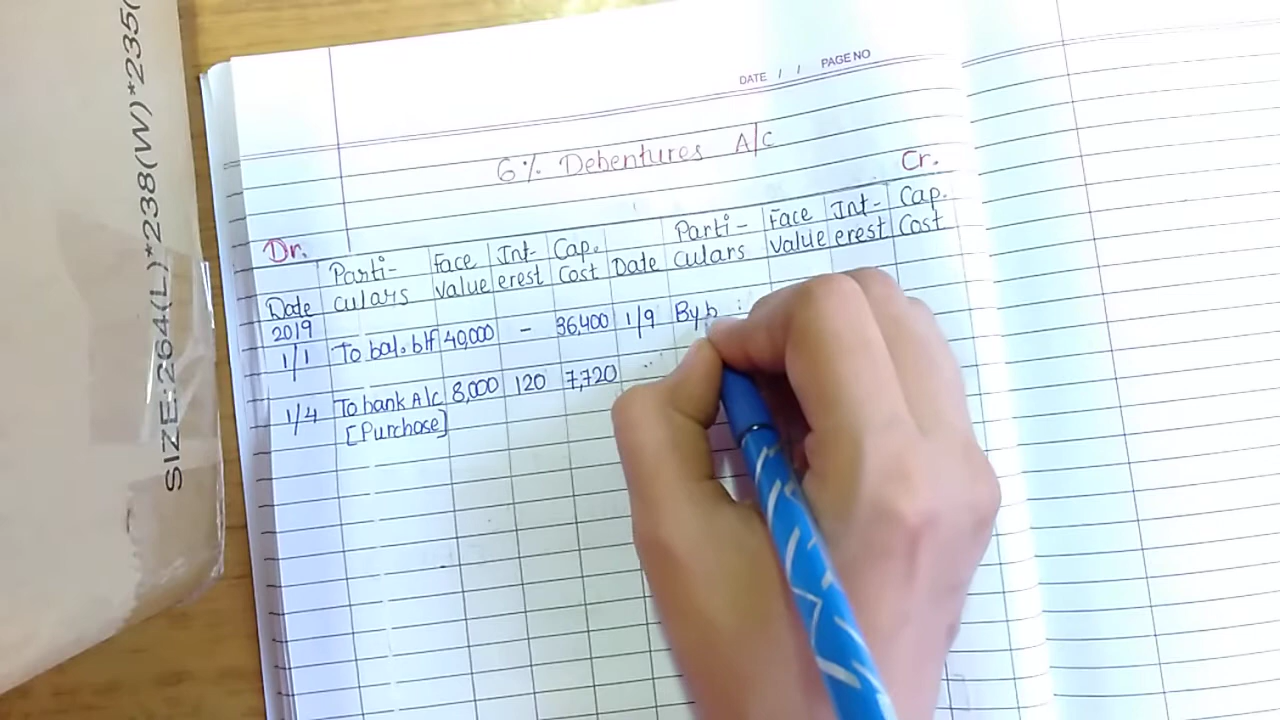 SIZE:264(L)*238(W)*235(
DATE / / PAGE NO
6% Debentures A/c
Dr. Cr.
Date Parti- culars Face Value Int- erest Cap. Cost Date Parti- culars Face Value Int- erest Cap. Cost
2019
1/1 To bal. b/f 40,000 - 36,400 1/9 By b
1/4 To bank A/c 8,000 120 7,720
[Purchase]